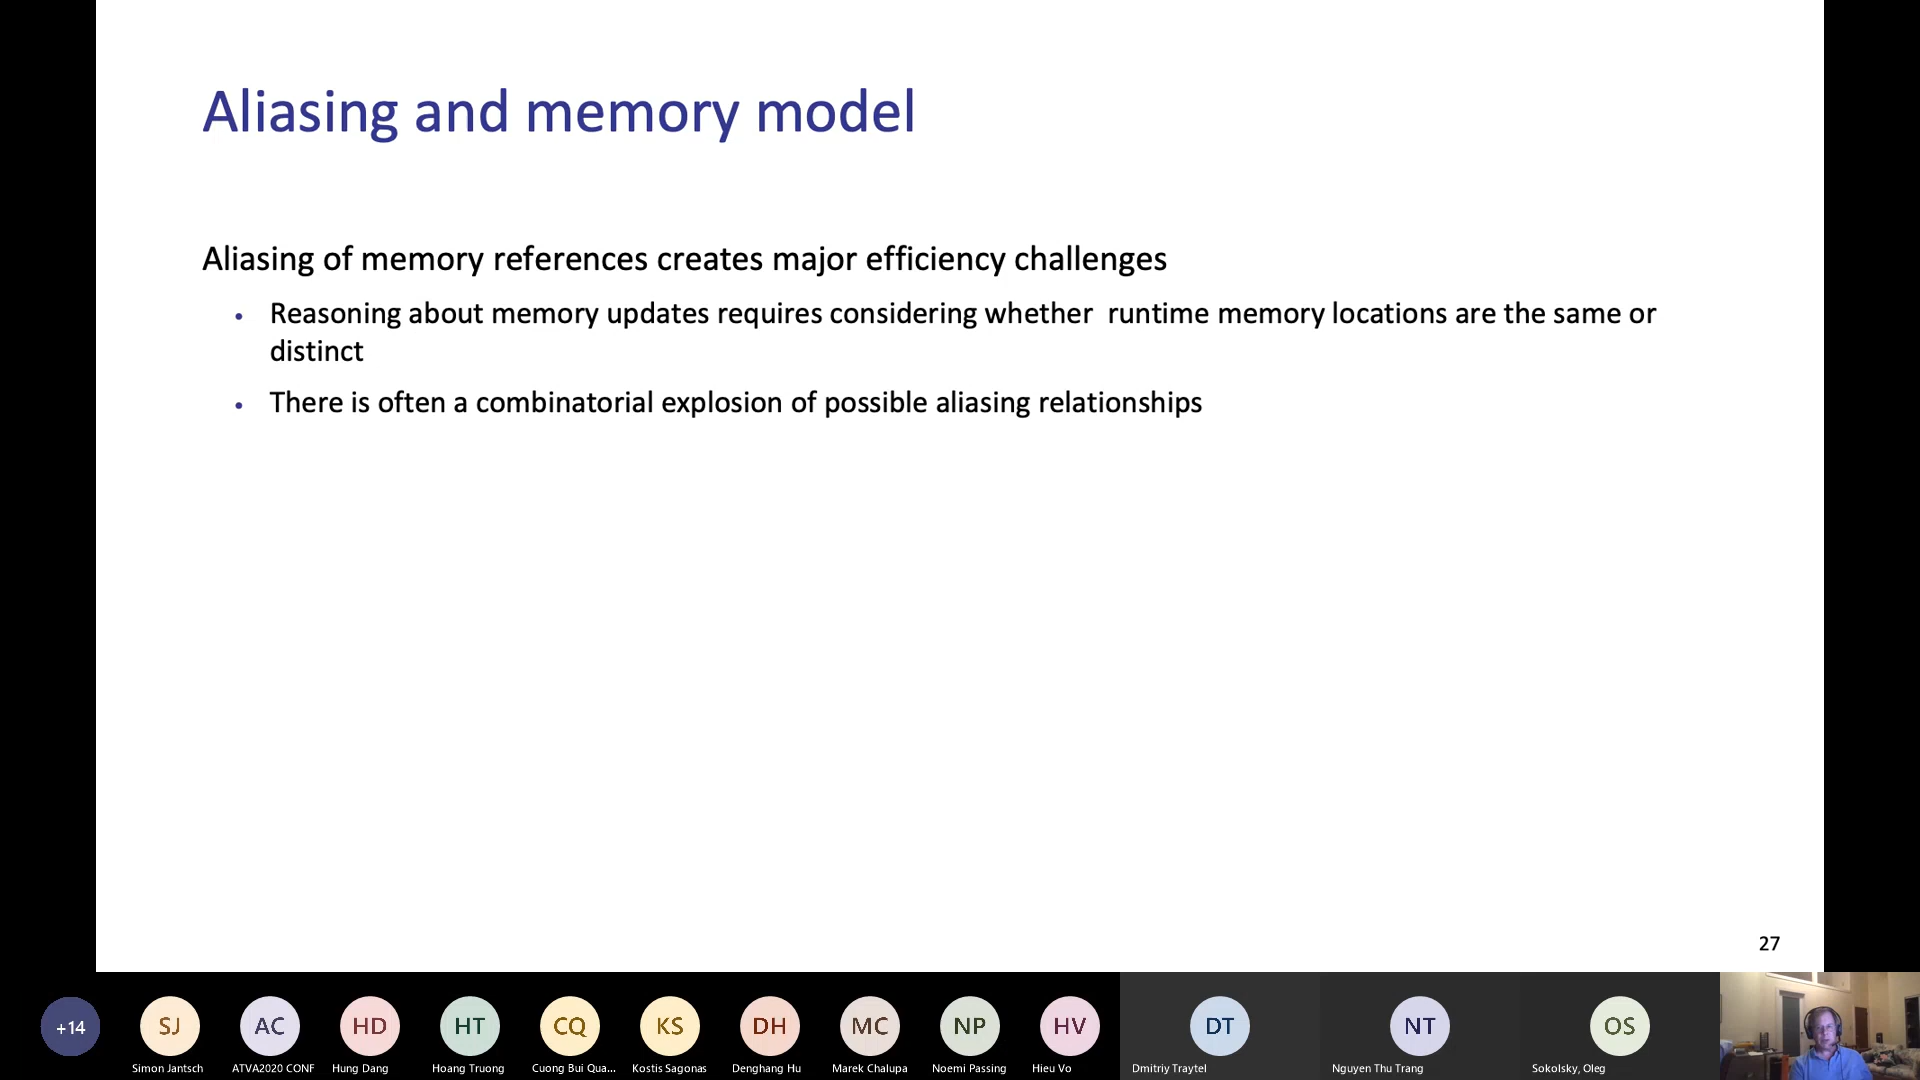 Aliasing and memory model
Aliasing of memory references creates major efficiency challenges
• Reasoning about memory updates requires considering whether runtime memory locations are the same or
distinct
• There is often a combinatorial explosion of possible aliasing relationships
27
+14
SJ
AC
HD
HT
CQ
KS
DH
MC
NP
HV
DT
NT
OS
Simon Jantsch
ATVA2020 CONF
Hung Dang
Hoang Truong
Cuong Bui Qua...
Kostis Sagonas
Denghang Hu
Marek Chalupa
Noemi Passing
Hieu Vo
Dmitriy Traytel
Nguyen Thu Trang
Sokolsky, Oleg